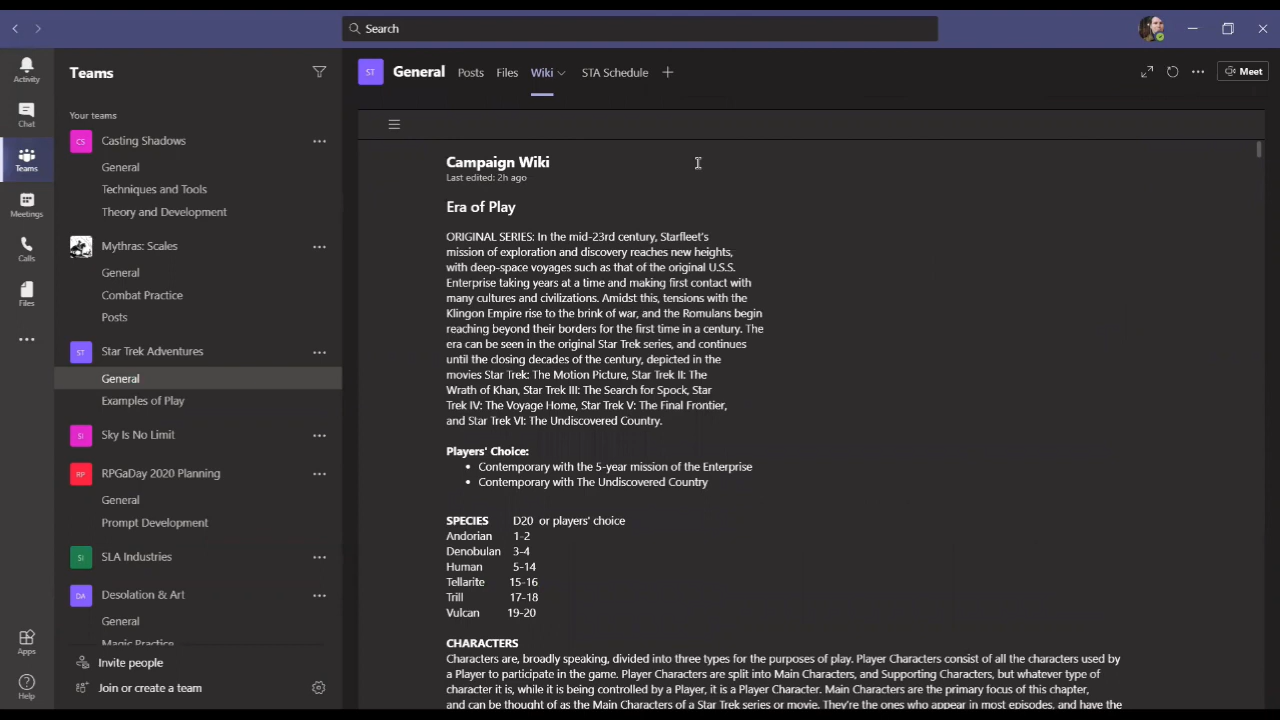 Search
Activity
Chat
Teams
Meetings
Calls
Files
Apps
Help
Teams
Your teams
CS Casting Shadows
General
Techniques and Tools
Theory and Development
Mythras: Scales
General
Combat Practice
Posts
ST Star Trek Adventures
General
Examples of Play
SI Sky Is No Limit
RP RPGaDay 2020 Planning
General
Prompt Development
SI SLA Industries
DA Desolation & Art
General
Magic Practice
Invite people
Join or create a team
ST General Posts Files Wiki STA Schedule
Meet
Campaign Wiki
Last edited: 2h ago
Era of Play
ORIGINAL SERIES: In the mid-23rd century, Starfleet's
mission of exploration and discovery reaches new heights,
with deep-space voyages such as that of the original U.S.S.
Enterprise taking years at a time and making first contact with
many cultures and civilizations. Amidst this, tensions with the
Klingon Empire rise to the brink of war, and the Romulans begin
reaching beyond their borders for the first time in a century. The
era can be seen in the original Star Trek series, and continues
until the closing decades of the century, depicted in the
movies Star Trek: The Motion Picture, Star Trek II: The
Wrath of Khan, Star Trek III: The Search for Spock, Star
Trek IV: The Voyage Home, Star Trek V: The Final Frontier,
and Star Trek VI: The Undiscovered Country.
Players' Choice:
• Contemporary with the 5-year mission of the Enterprise
• Contemporary with The Undiscovered Country
SPECIES D20 or players' choice
Andorian 1-2
Denobulan 3-4
Human 5-14
Tellarite 15-16
Trill 17-18
Vulcan 19-20
CHARACTERS
Characters are, broadly speaking, divided into three types for the purposes of play. Player Characters consist of all the characters used by
a Player to participate in the game. Player Characters are split into Main Characters, and Supporting Characters, but whatever type of
character it is, while it is being controlled by a Player, it is a Player Character. Main Characters are the primary focus of this chapter,
and can be thought of as the Main Characters of a Star Trek series or movie. They're the ones who appear in most episodes, and have the